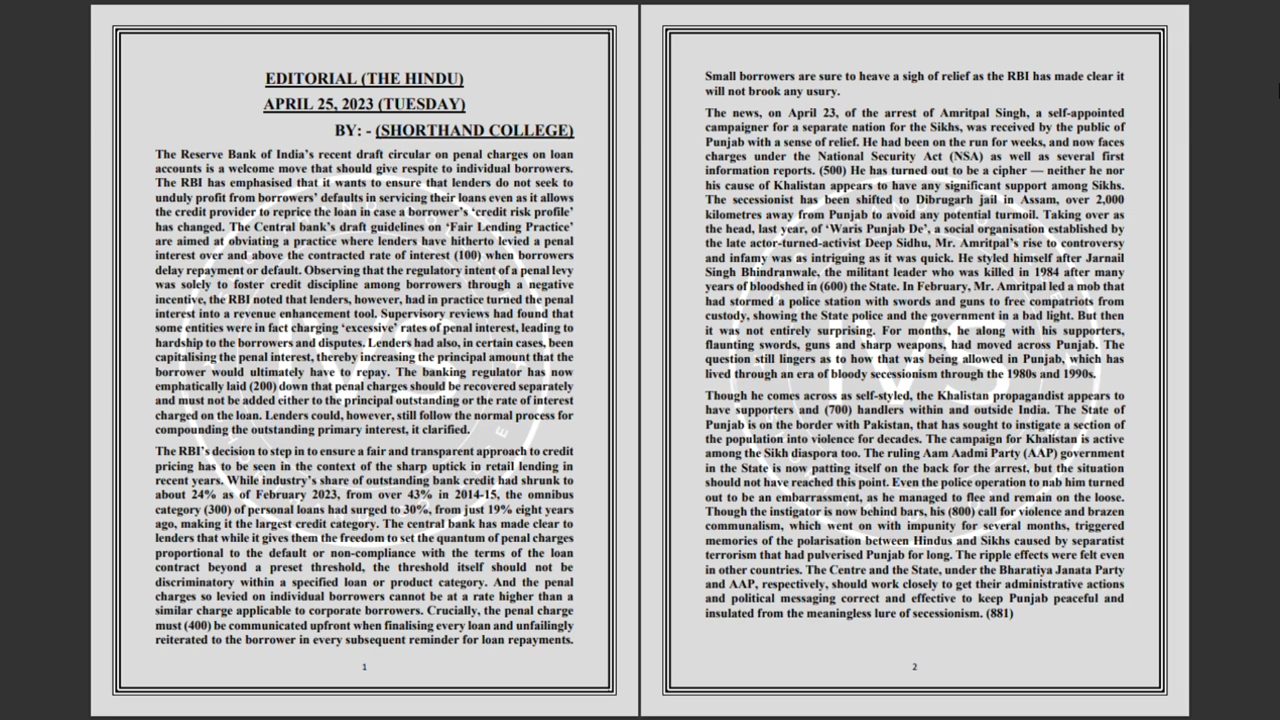 EDITORIAL (THE HINDU)
APRIL 25, 2023 (TUESDAY)
BY: - (SHORTHAND COLLEGE)
The Reserve Bank of India's recent draft circular on penal charges on loan
accounts is a welcome move that should give respite to individual borrowers.
The RBI has emphasised that it wants to ensure that lenders do not seek to
unduly profit from borrowers' defaults in servicing their loans even as it allows
the credit provider to reprice the loan in case a borrower's 'credit risk profile'
has changed. The Central bank's draft guidelines on 'Fair Lending Practice'
are aimed at obviating a practice where lenders have hitherto levied a penal
interest over and above the contracted rate of interest (100) when borrowers
delay repayment or default. Observing that the regulatory intent of a penal levy
was solely to foster credit discipline among borrowers through a negative
incentive, the RBI noted that lenders, however, had in practice turned the penal
interest into a revenue enhancement tool. Supervisory reviews had found that
some entities were in fact charging 'excessive' rates of penal interest, leading to
hardship to the borrowers and disputes. Lenders had also, in certain cases, been
capitalising the penal interest, thereby increasing the principal amount that the
borrower would ultimately have to repay. The banking regulator has now
emphatically laid (200) down that penal charges should be recovered separately
and must not be added either to the principal outstanding or the rate of interest
charged on the loan. Lenders could, however, still follow the normal process for
compounding the outstanding primary interest, it clarified.
The RBI's decision to step in to ensure a fair and transparent approach to credit
pricing has to be seen in the context of the sharp uptick in retail lending in
recent years. While industry's share of outstanding bank credit had shrunk to
about 24% as of February 2023, from over 43% in 2014-15, the omnibus
category (300) of personal loans had surged to 30%, from just 19% eight years
ago, making it the largest credit category. The central bank has made clear to
lenders that while it gives them the freedom to set the quantum of penal charges
proportional to the default or non-compliance with the terms of the loan
contract beyond a preset threshold, the threshold itself should not be
discriminatory within a specified loan or product category. And the penal
charges so levied on individual borrowers cannot be at a rate higher than a
similar charge applicable to corporate borrowers. Crucially, the penal charge
must (400) be communicated upfront when finalising every loan and unfailingly
reiterated to the borrower in every subsequent reminder for loan repayments.
1
Small borrowers are sure to heave a sigh of relief as the RBI has made clear it
will not brook any usury.
The news, on April 23, of the arrest of Amritpal Singh, a self-appointed
campaigner for a separate nation for the Sikhs, was received by the public of
Punjab with a sense of relief. He had been on the run for weeks, and now faces
charges under the National Security Act (NSA) as well as several first
information reports. (500) He has turned out to be a cipher — neither he nor
his cause of Khalistan appears to have any significant support among Sikhs.
The secessionist has been shifted to Dibrugarh jail in Assam, over 2,000
kilometres away from Punjab to avoid any potential turmoil. Taking over as
the head, last year, of 'Waris Punjab De', a social organisation established by
the late actor-turned-activist Deep Sidhu, Mr. Amritpal's rise to controversy
and infamy was as intriguing as it was quick. He styled himself after Jarnail
Singh Bhindranwale, the militant leader who was killed in 1984 after many
years of bloodshed in (600) the State. In February, Mr. Amritpal led a mob that
had stormed a police station with swords and guns to free compatriots from
custody, showing the State police and the government in a bad light. But then
it was not entirely surprising. For months, he along with his supporters,
flaunting swords, guns and sharp weapons, had moved across Punjab. The
question still lingers as to how that was being allowed in Punjab, which has
lived through an era of bloody secessionism through the 1980s and 1990s.
Though he comes across as self-styled, the Khalistan propagandist appears to
have supporters and (700) handlers within and outside India. The State of
Punjab is on the border with Pakistan, that has sought to instigate a section of
the population into violence for decades. The campaign for Khalistan is active
among the Sikh diaspora too. The ruling Aam Aadmi Party (AAP) government
in the State is now patting itself on the back for the arrest, but the situation
should not have reached this point. Even the police operation to nab him turned
out to be an embarrassment, as he managed to flee and remain on the loose.
Though the instigator is now behind bars, his (800) call for violence and brazen
communalism, which went on with impunity for several months, triggered
memories of the polarisation between Hindus and Sikhs caused by separatist
terrorism that had pulverised Punjab for long. The ripple effects were felt even
in other countries. The Centre and the State, under the Bharatiya Janata Party
and AAP, respectively, should work closely to get their administrative actions
and political messaging correct and effective to keep Punjab peaceful and
insulated from the meaningless lure of secessionism. (881)
2